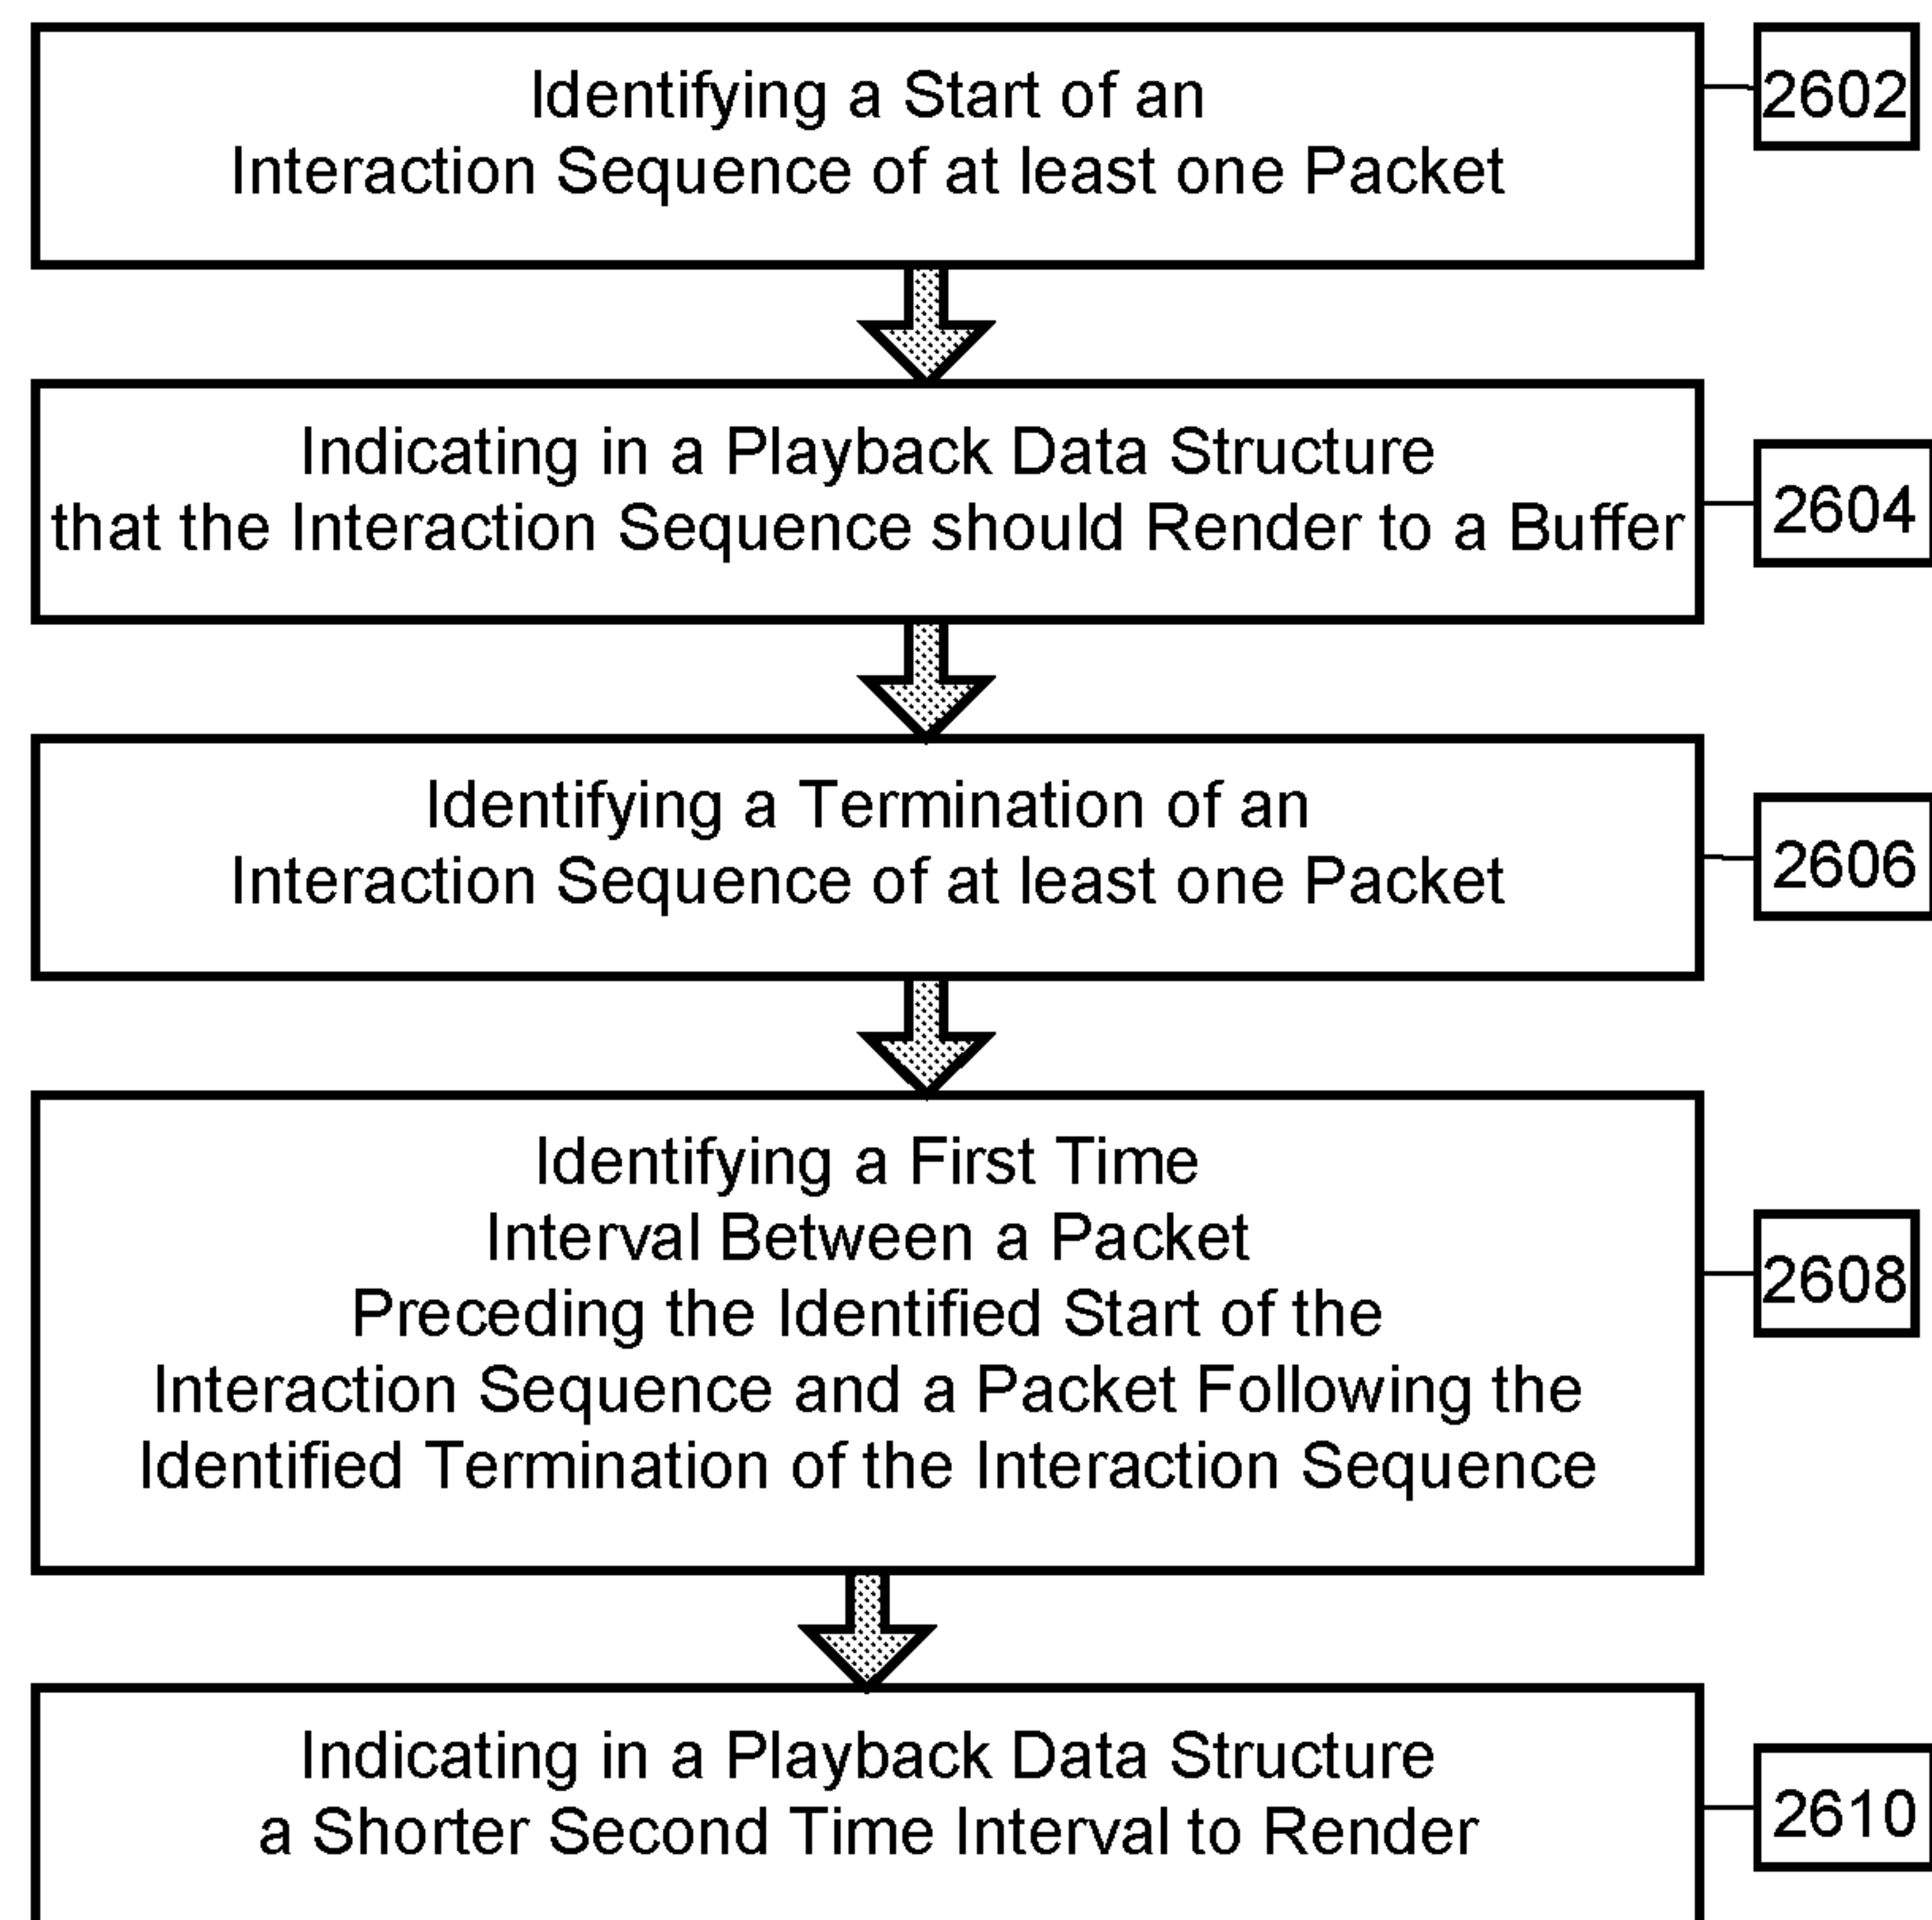 Identifying a Start of an
Interaction Sequence of at least one Packet
2602
Indicating in a Playback Data Structure
that the Interaction Sequence should Render to a Buffer
2604
Identifying a Termination of an
Interaction Sequence of at least one Packet
2606
Identifying a First Time
Interval Between a Packet
Preceding the Identified Start of the
Interaction Sequence and a Packet Following the
Identified Termination of the Interaction Sequence
2608
Indicating in a Playback Data Structure
a Shorter Second Time Interval to Render
2610